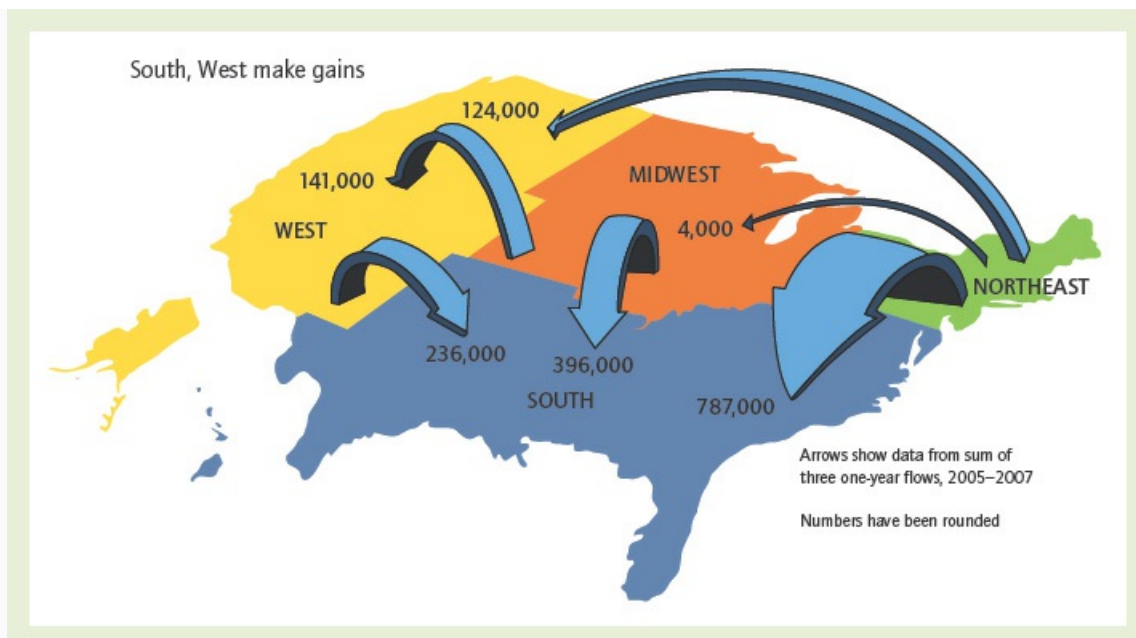 South, West make gains
124,000
141,000
MIDWEST
4,000
WEST
NORTHEAST
236,000
396,000
SOUTH
787,000
Arrows show data from sum of
three one-year flows, 2005–2007
Numbers have been rounded